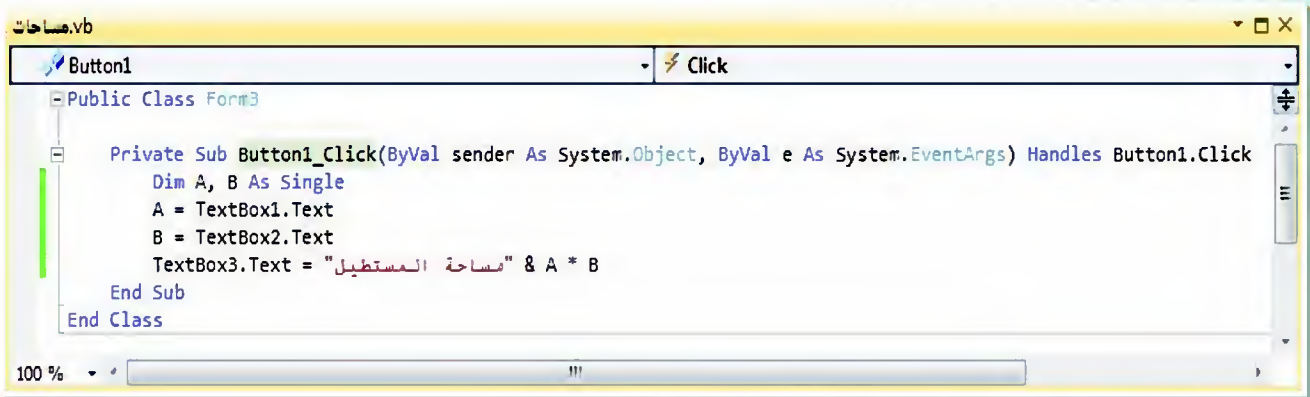 مساحات.vb
Button1 Click
Public Class Form3
Private Sub Button1_Click(ByVal sender As System.Object, ByVal e As System.EventArgs) Handles Button1.Click
Dim A, B As Single
A = TextBox1.Text
B = TextBox2.Text
TextBox3.Text = "مساحة المستطيل" & A * B
End Sub
End Class
100 %